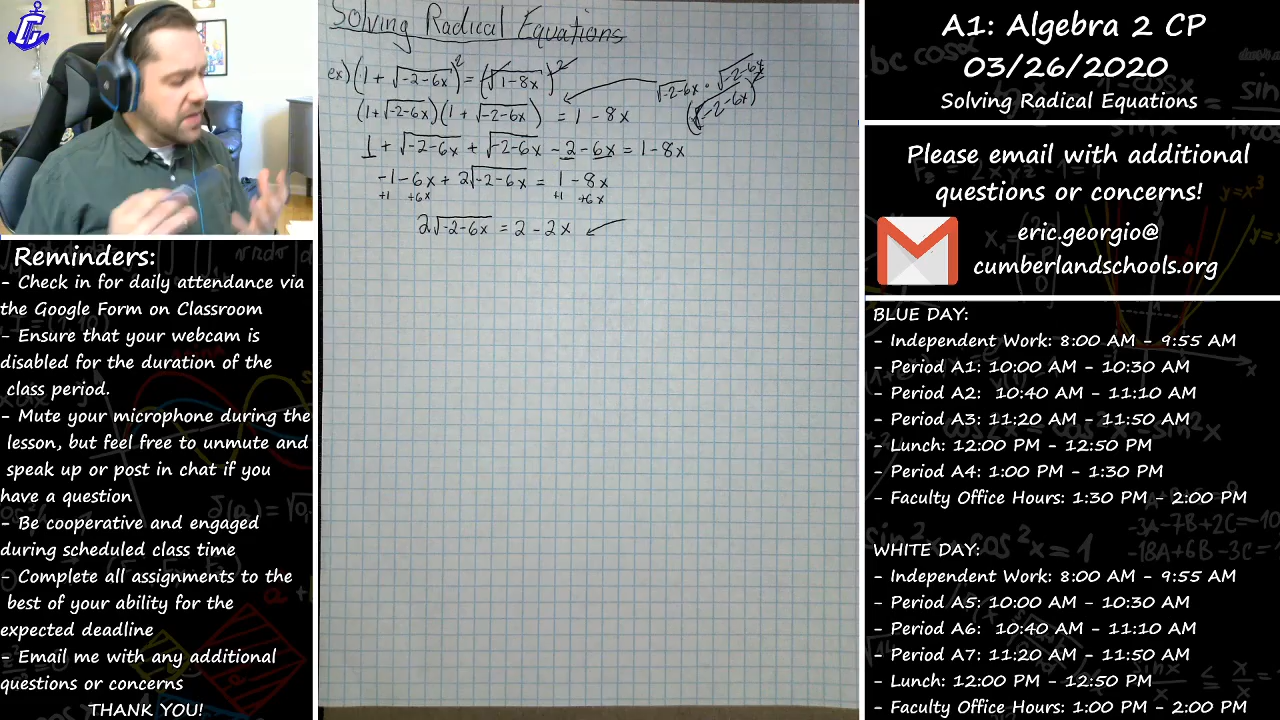 Solving Radical Equations
ex) (1 + √-2-6x)² = (√1-8x)²
√-2-6x · √-2-6x
(√-2-6x)²
(1+√-2-6x)(1 + √-2-6x) = 1 - 8x
1 + √-2-6x + √-2-6x - 2 - 6x = 1 - 8x
-1 - 6x + 2√-2-6x = 1 - 8x
+1 +6x +1 +6x
2√-2-6x = 2 - 2x
Reminders:
- Check in for daily attendance via
the Google Form on Classroom
- Ensure that your webcam is
disabled for the duration of the
class period.
- Mute your microphone during the
lesson, but feel free to unmute and
speak up or post in chat if you
have a question
- Be cooperative and engaged
during scheduled class time
- Complete all assignments to the
best of your ability for the
expected deadline
- Email me with any additional
questions or concerns
THANK YOU!
A1: Algebra 2 CP
03/26/2020
Solving Radical Equations
Please email with additional
questions or concerns!
eric.georgio@
cumberlandschools.org
BLUE DAY:
- Independent Work: 8:00 AM - 9:55 AM
- Period A1: 10:00 AM - 10:30 AM
- Period A2: 10:40 AM - 11:10 AM
- Period A3: 11:20 AM - 11:50 AM
- Lunch: 12:00 PM - 12:50 PM
- Period A4: 1:00 PM - 1:30 PM
- Faculty Office Hours: 1:30 PM - 2:00 PM
WHITE DAY:
- Independent Work: 8:00 AM - 9:55 AM
- Period A5: 10:00 AM - 10:30 AM
- Period A6: 10:40 AM - 11:10 AM
- Period A7: 11:20 AM - 11:50 AM
- Lunch: 12:00 PM - 12:50 PM
- Faculty Office Hours: 1:00 PM - 2:00 PM